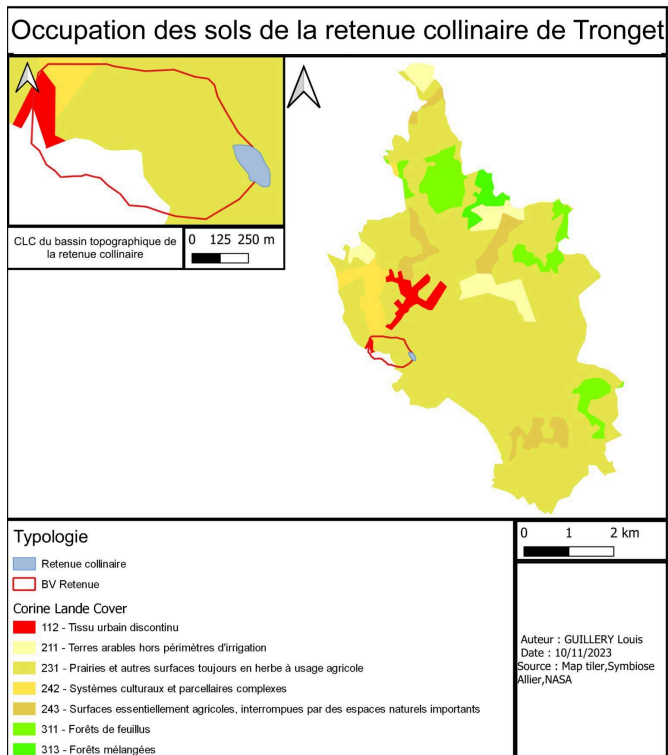 Occupation des sols de la retenue collinaire de Tronget
CLC du bassin topographique de
la retenue collinaire
0 125 250 m
Typologie
Retenue collinaire
BV Retenue
Corine Lande Cover
112 - Tissu urbain discontinu
211 - Terres arables hors périmètres d'irrigation
231 - Prairies et autres surfaces toujours en herbe à usage agricole
242 - Systèmes culturaux et parcellaires complexes
243 - Surfaces essentiellement agricoles, interrompues par des espaces naturels importants
311 - Forêts de feuillus
313 - Forêts mélangées
0 1 2 km
Auteur : GUILLERY Louis
Date : 10/11/2023
Source : Map tiler,Symbiose
Allier,NASA